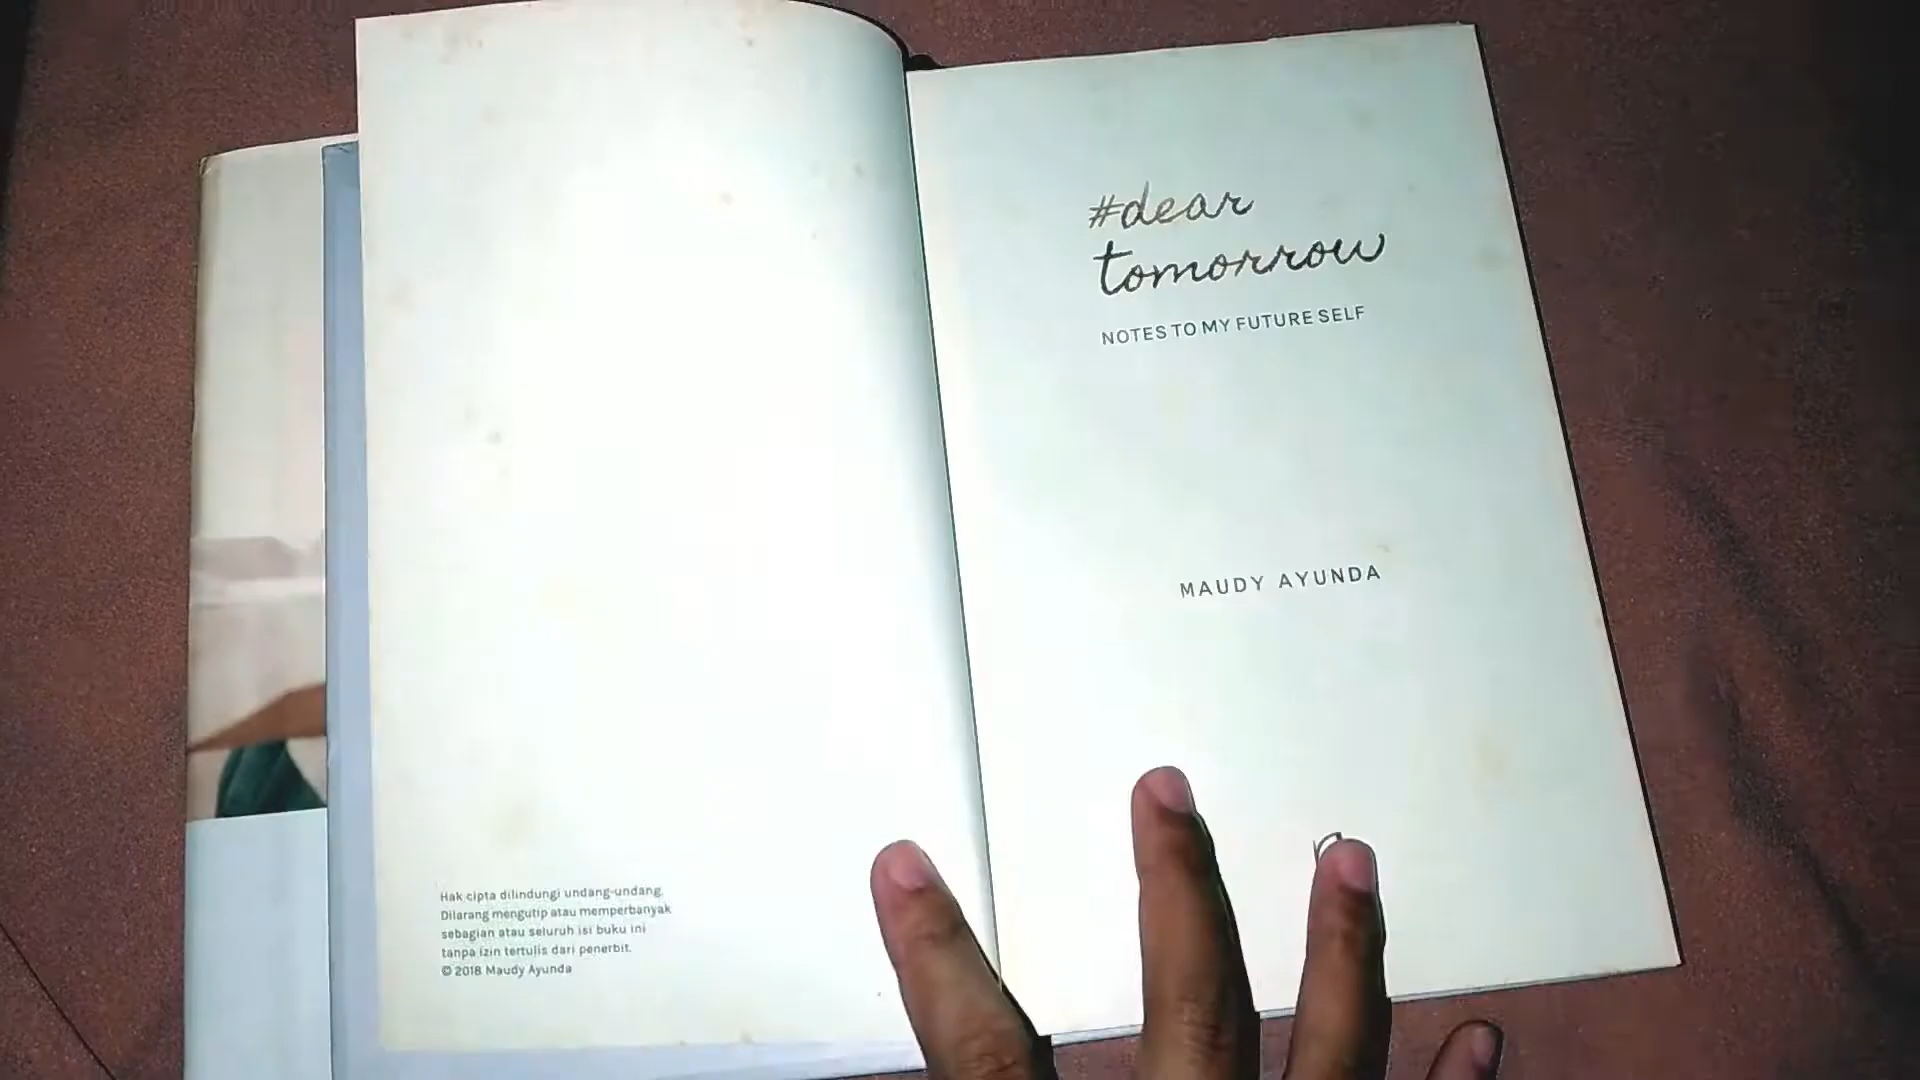 Hak cipta dilindungi undang-undang.
Dilarang mengutip atau memperbanyak
sebagian atau seluruh isi buku ini
tanpa izin tertulis dari penerbit.
© 2018 Maudy Ayunda
#dear
tomorrow
NOTES TO MY FUTURE SELF
MAUDY AYUNDA